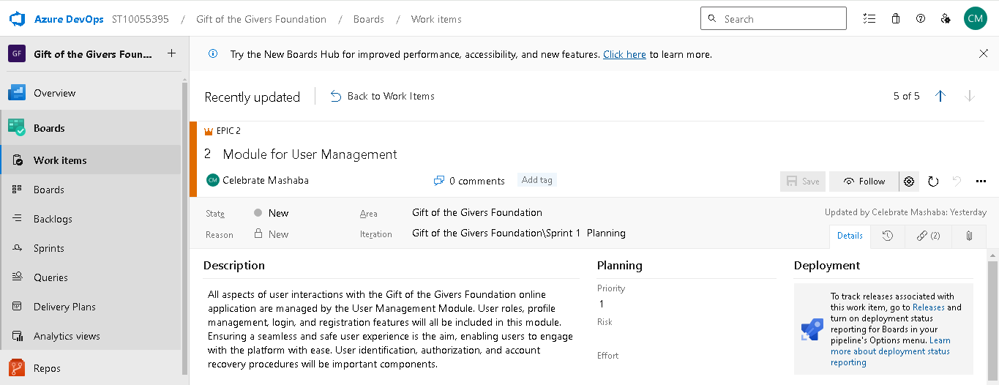 Azure DevOps ST10055395 / Gift of the Givers Foundation / Boards / Work items
Search
CM
GF Gift of the Givers Foun... +
Try the New Boards Hub for improved performance, accessibility, and new features. Click here to learn more.
Overview
Boards
Work items
Boards
Backlogs
Sprints
Queries
Delivery Plans
Analytics views
Repos
Recently updated
Back to Work Items
5 of 5
EPIC 2
2 Module for User Management
CM Celebrate Mashaba
0 comments
Add tag
Save
Follow
State New
Area Gift of the Givers Foundation
Updated by Celebrate Mashaba: Yesterday
Reason New
Iteration Gift of the Givers Foundation\Sprint 1 Planning
Details
(2)
Description
All aspects of user interactions with the Gift of the Givers Foundation online
application are managed by the User Management Module. User roles, profile
management, login, and registration features will all be included in this module.
Ensuring a seamless and safe user experience is the aim, enabling users to engage
with the platform with ease. User identification, authorization, and account
recovery procedures will be important components.
Planning
Priority
1
Risk
Effort
Deployment
To track releases associated with
this work item, go to Releases and
turn on deployment status
reporting for Boards in your
pipeline's Options menu. Learn
more about deployment status
reporting